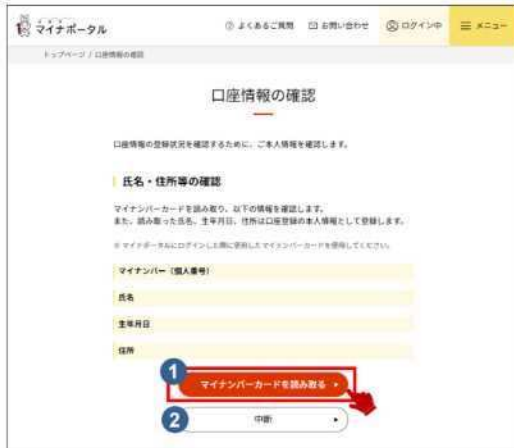 マイナポータル
よくあるご質問 お問い合わせ ログイン中 メニュー
トップページ / 口座情報の確認
口座情報の確認
口座情報の登録状況を確認するために、ご本人情報を確認します。
氏名・住所等の確認
マイナンバーカードを読み取り、以下の情報を確認します。
また、読み取った氏名、生年月日、住所は口座登録の本人情報として登録します。
※マイナポータルにログインした際に使用したマイナンバーカードを使用してください。
マイナンバー（個人番号）
氏名
生年月日
住所
1
マイナンバーカードを読み取る
2
中断